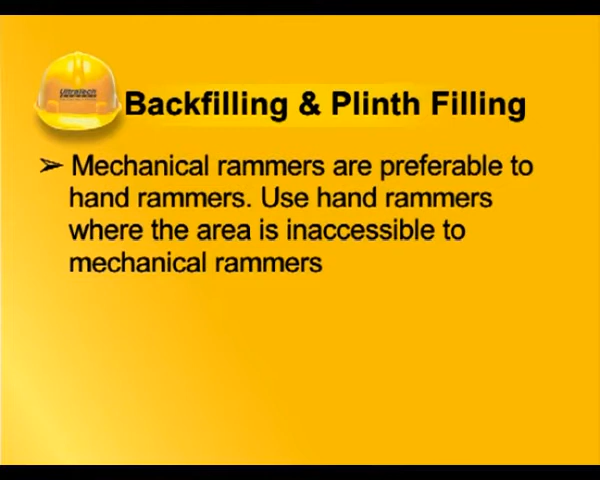 UltraTech
Backfilling & Plinth Filling
➢ Mechanical rammers are preferable to
hand rammers. Use hand rammers
where the area is inaccessible to
mechanical rammers